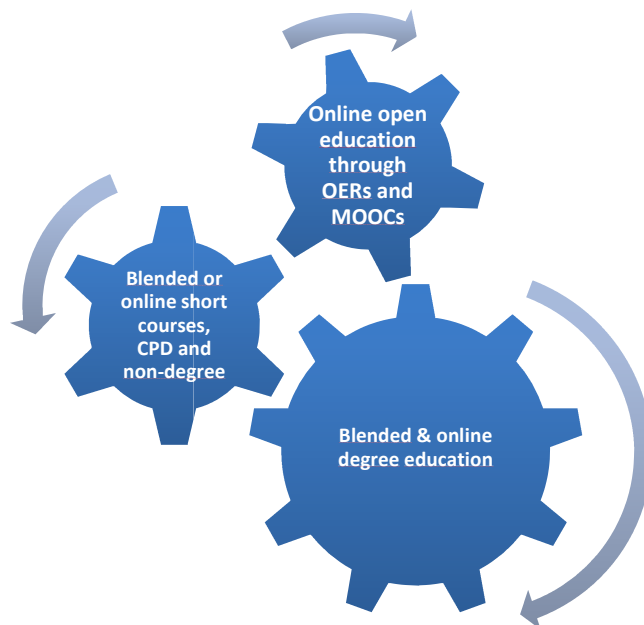 Online open
education
through
OERs and
MOOCs
Blended or
online short
courses,
CPD and
non-degree
Blended & online
degree education